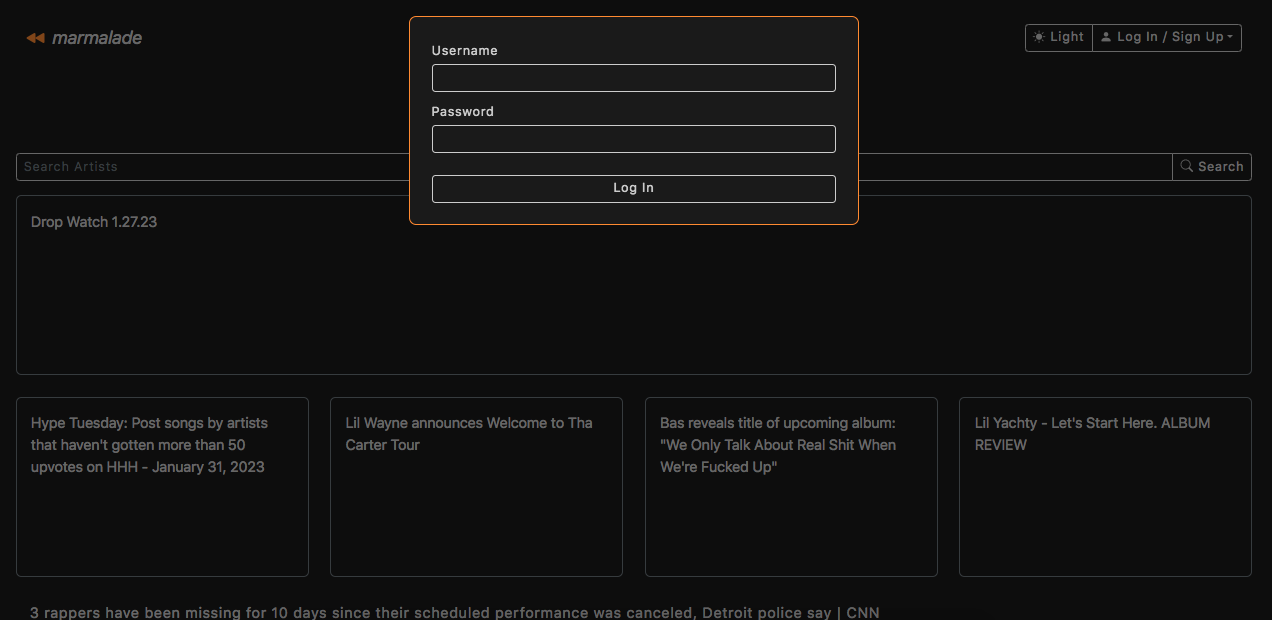 marmalade
Light
Log In / Sign Up
Username
Password
Log In
Search Artists
Search
Drop Watch 1.27.23
Hype Tuesday: Post songs by artists
that haven't gotten more than 50
upvotes on HHH - January 31, 2023
Lil Wayne announces Welcome to Tha
Carter Tour
Bas reveals title of upcoming album:
"We Only Talk About Real Shit When
We're Fucked Up"
Lil Yachty - Let's Start Here. ALBUM
REVIEW
3 rappers have been missing for 10 days since their scheduled performance was canceled, Detroit police say | CNN